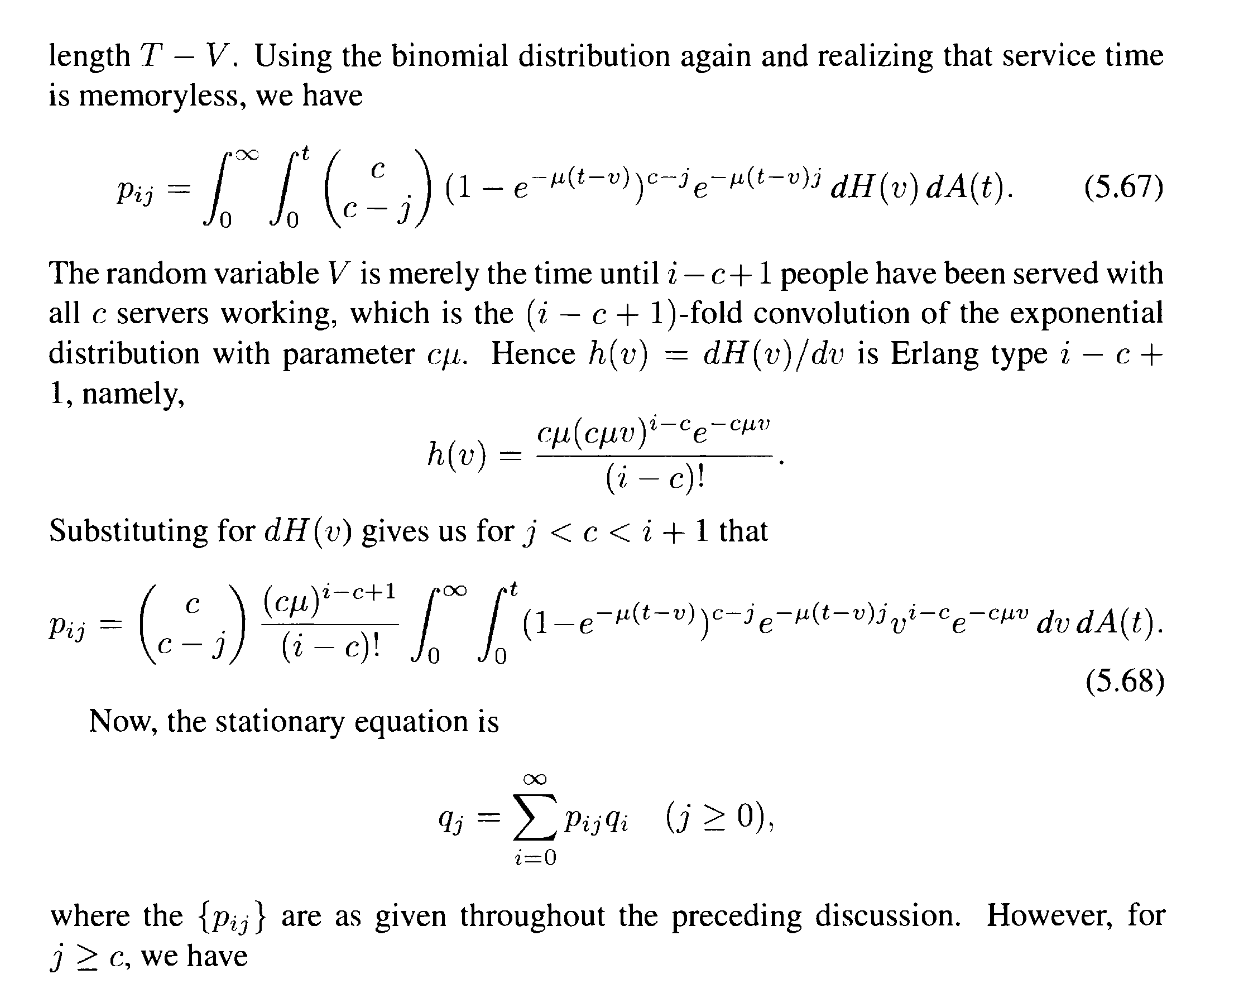 length T − V. Using the binomial distribution again and realizing that service time
is memoryless, we have
p_{ij} = \int_0^\infty \int_0^t \binom{c}{c-j} (1 - e^{-\mu(t-v)})^{c-j} e^{-\mu(t-v)j} dH(v) dA(t). (5.67)
The random variable V is merely the time until i − c + 1 people have been served with
all c servers working, which is the (i − c + 1)-fold convolution of the exponential
distribution with parameter cμ. Hence h(v) = dH(v)/dv is Erlang type i − c +
1, namely,
h(v) = \frac{c\mu(c\mu v)^{i-c} e^{-c\mu v}}{(i-c)!}.
Substituting for dH(v) gives us for j < c < i + 1 that
p_{ij} = \binom{c}{c-j} \frac{(c\mu)^{i-c+1}}{(i-c)!} \int_0^\infty \int_0^t (1-e^{-\mu(t-v)})^{c-j} e^{-\mu(t-v)j} v^{i-c} e^{-c\mu v} dv dA(t).
(5.68)
Now, the stationary equation is
q_j = \sum_{i=0}^{\infty} p_{ij} q_i (j ≥ 0),
where the {p_{ij}} are as given throughout the preceding discussion. However, for
j ≥ c, we have